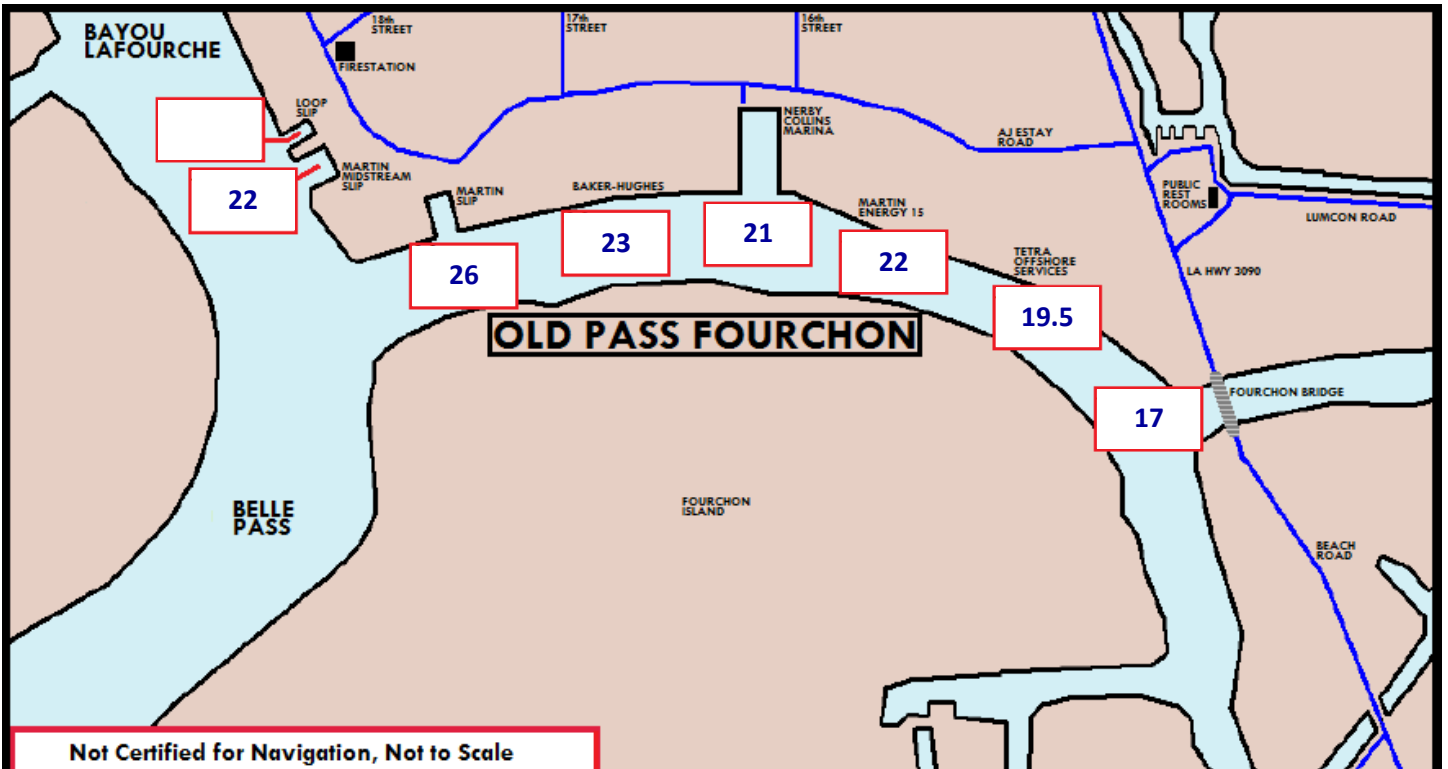 BAYOU
LAFOURCHE
18th
STREET
17th
STREET
16th
STREET
FIRESTATION
LOOP
SLIP
NERBY
COLLINS
MARINA
AJ ESTAY
ROAD
MARTIN
MIDSTREAM
SLIP
22
MARTIN
SLIP
BAKER-HUGHES
MARTIN
ENERGY 15
PUBLIC
REST
ROOMS
LUMCON ROAD
26
23
21
22
TETRA
OFFSHORE
SERVICES
19.5
LA HWY 3090
OLD PASS FOURCHON
17
FOURCHON BRIDGE
BELLE
PASS
FOURCHON
ISLAND
BEACH
ROAD
Not Certified for Navigation, Not to Scale